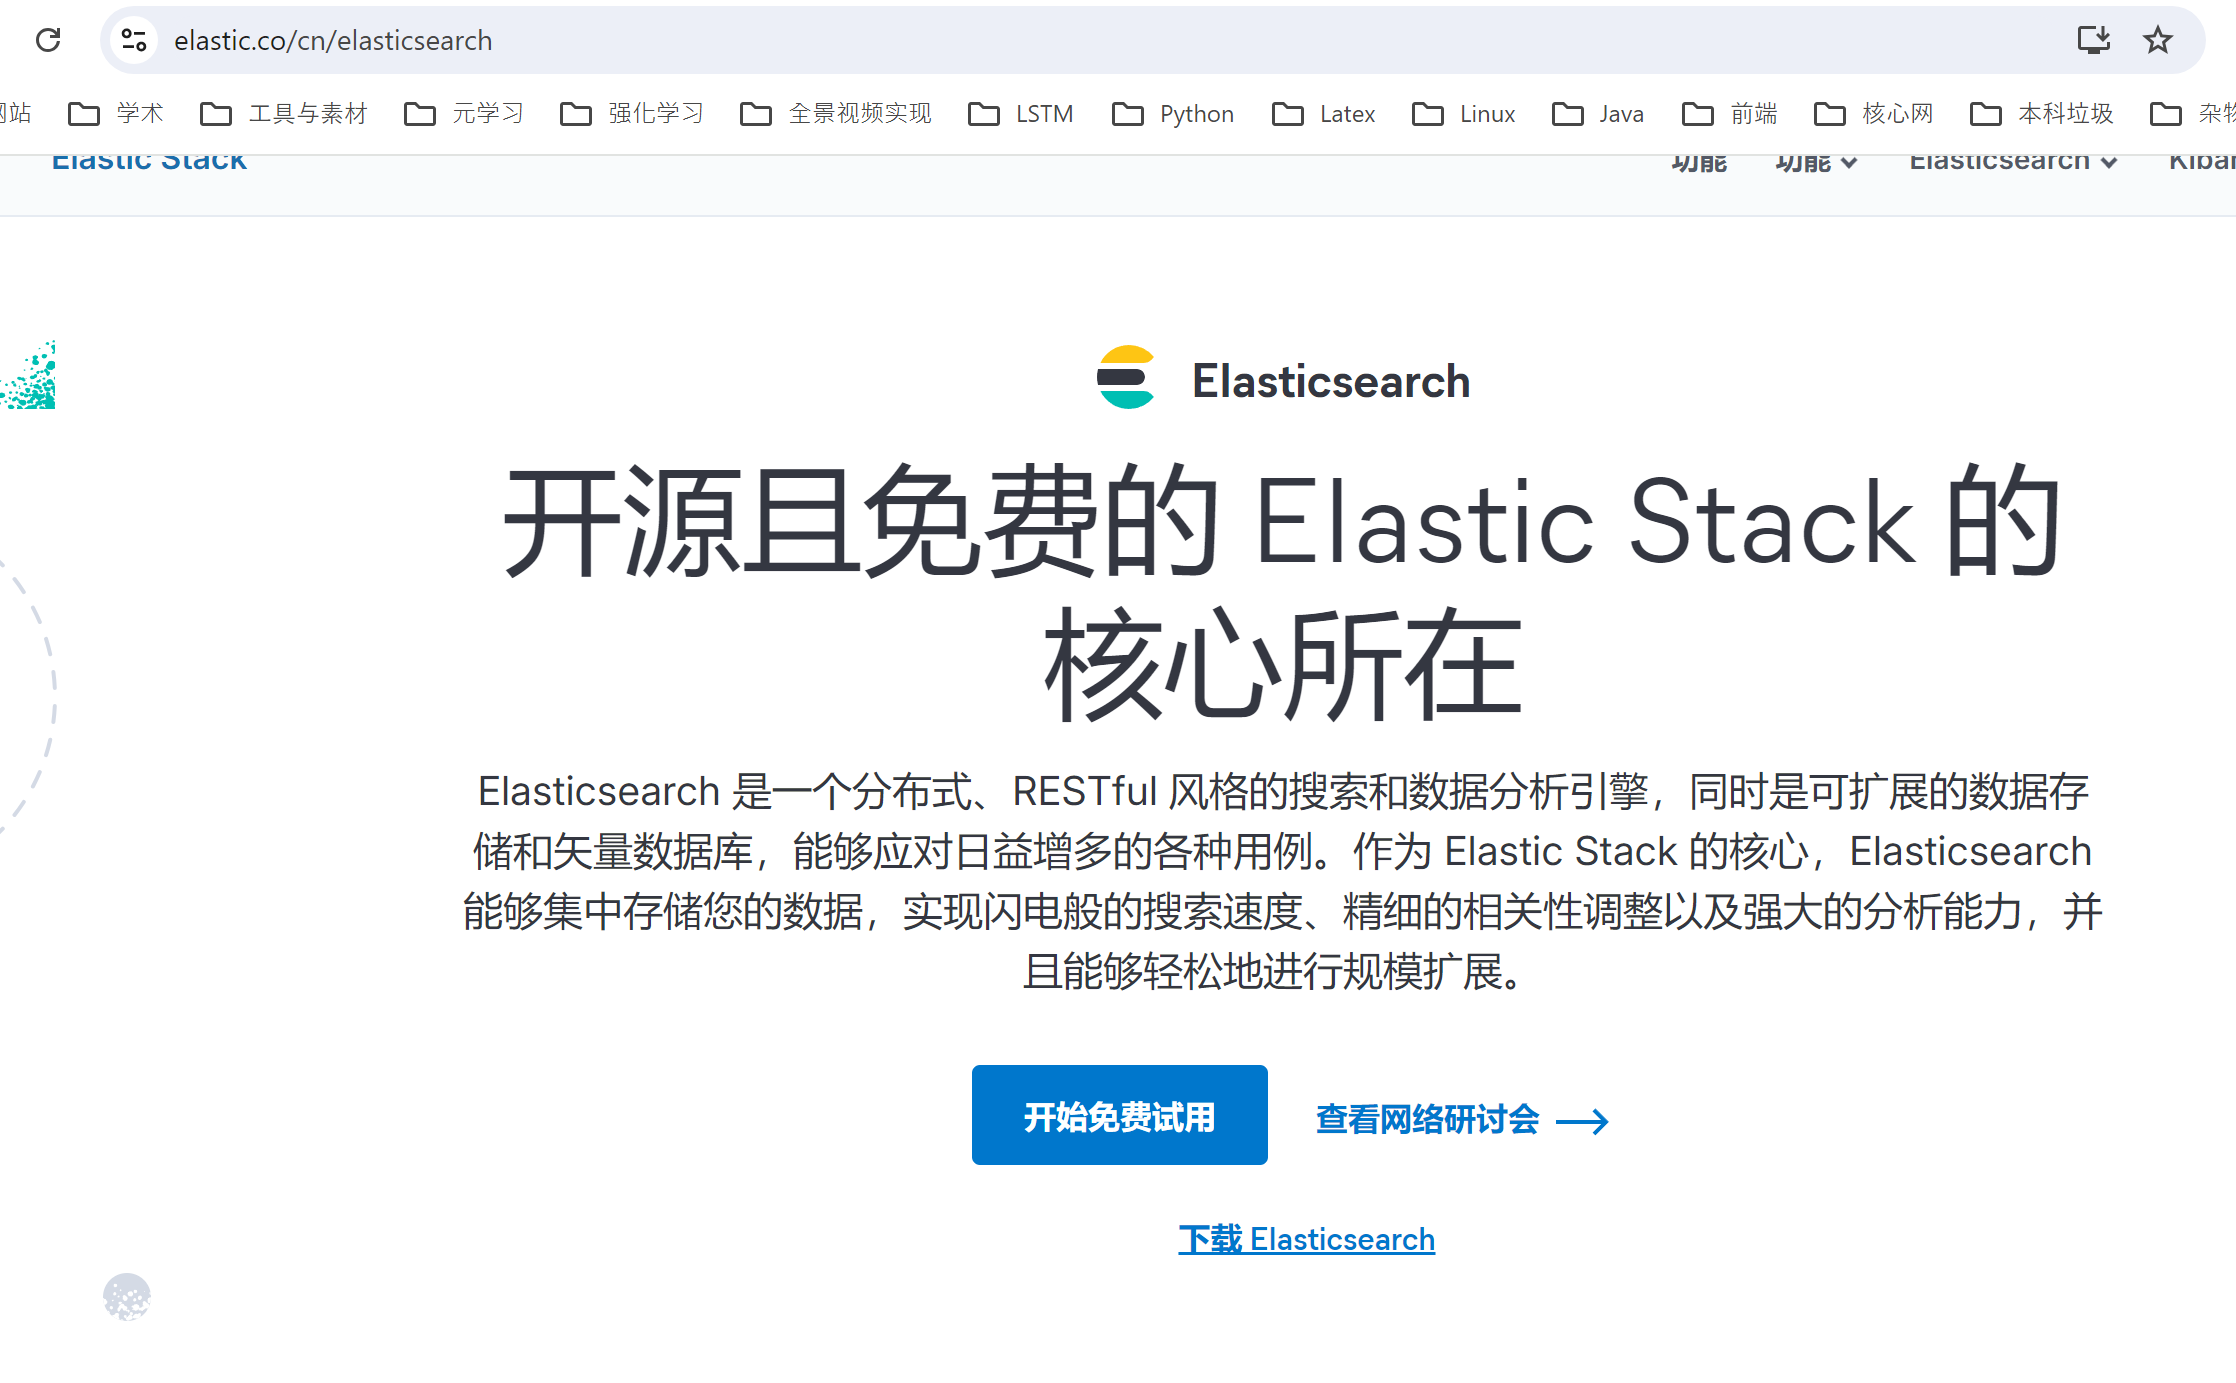 elastic.co/cn/elasticsearch
网站 学术 工具与素材 元学习 强化学习 全景视频实现 LSTM Python Latex Linux Java 前端 核心网 本科垃圾 杂物
Elastic Stack 功能 功能 Elasticsearch
Elasticsearch
开源且免费的 Elastic Stack 的
核心所在
Elasticsearch 是一个分布式、RESTful 风格的搜索和数据分析引擎，同时是可扩展的数据存
储和矢量数据库，能够应对日益增多的各种用例。作为 Elastic Stack 的核心，Elasticsearch
能够集中存储您的数据，实现闪电般的搜索速度、精细的相关性调整以及强大的分析能力，并
且能够轻松地进行规模扩展。
开始免费试用 查看网络研讨会
下载 Elasticsearch